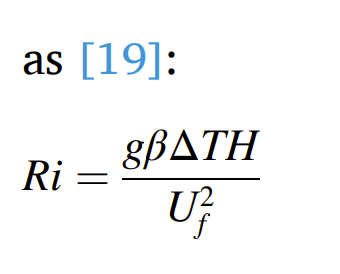 as [19]:
Ri = gβΔTH / U_f^2